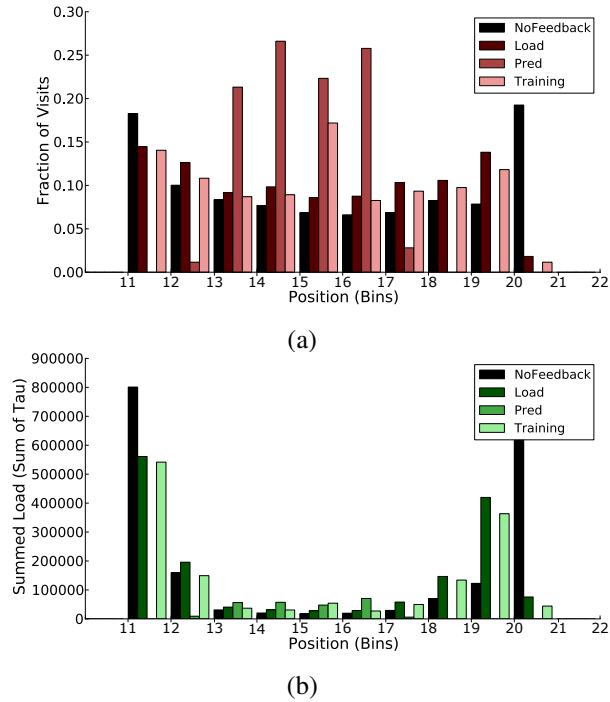 0.30
0.25
0.20
0.15
0.10
0.05
0.00
Fraction of Visits
NoFeedback
Load
Pred
Training
11 12 13 14 15 16 17 18 19 20 21 22
Position (Bins)
(a)
900000
800000
700000
600000
500000
400000
300000
200000
100000
0
Summed Load (Sum of Tau)
NoFeedback
Load
Pred
Training
11 12 13 14 15 16 17 18 19 20 21 22
Position (Bins)
(b)